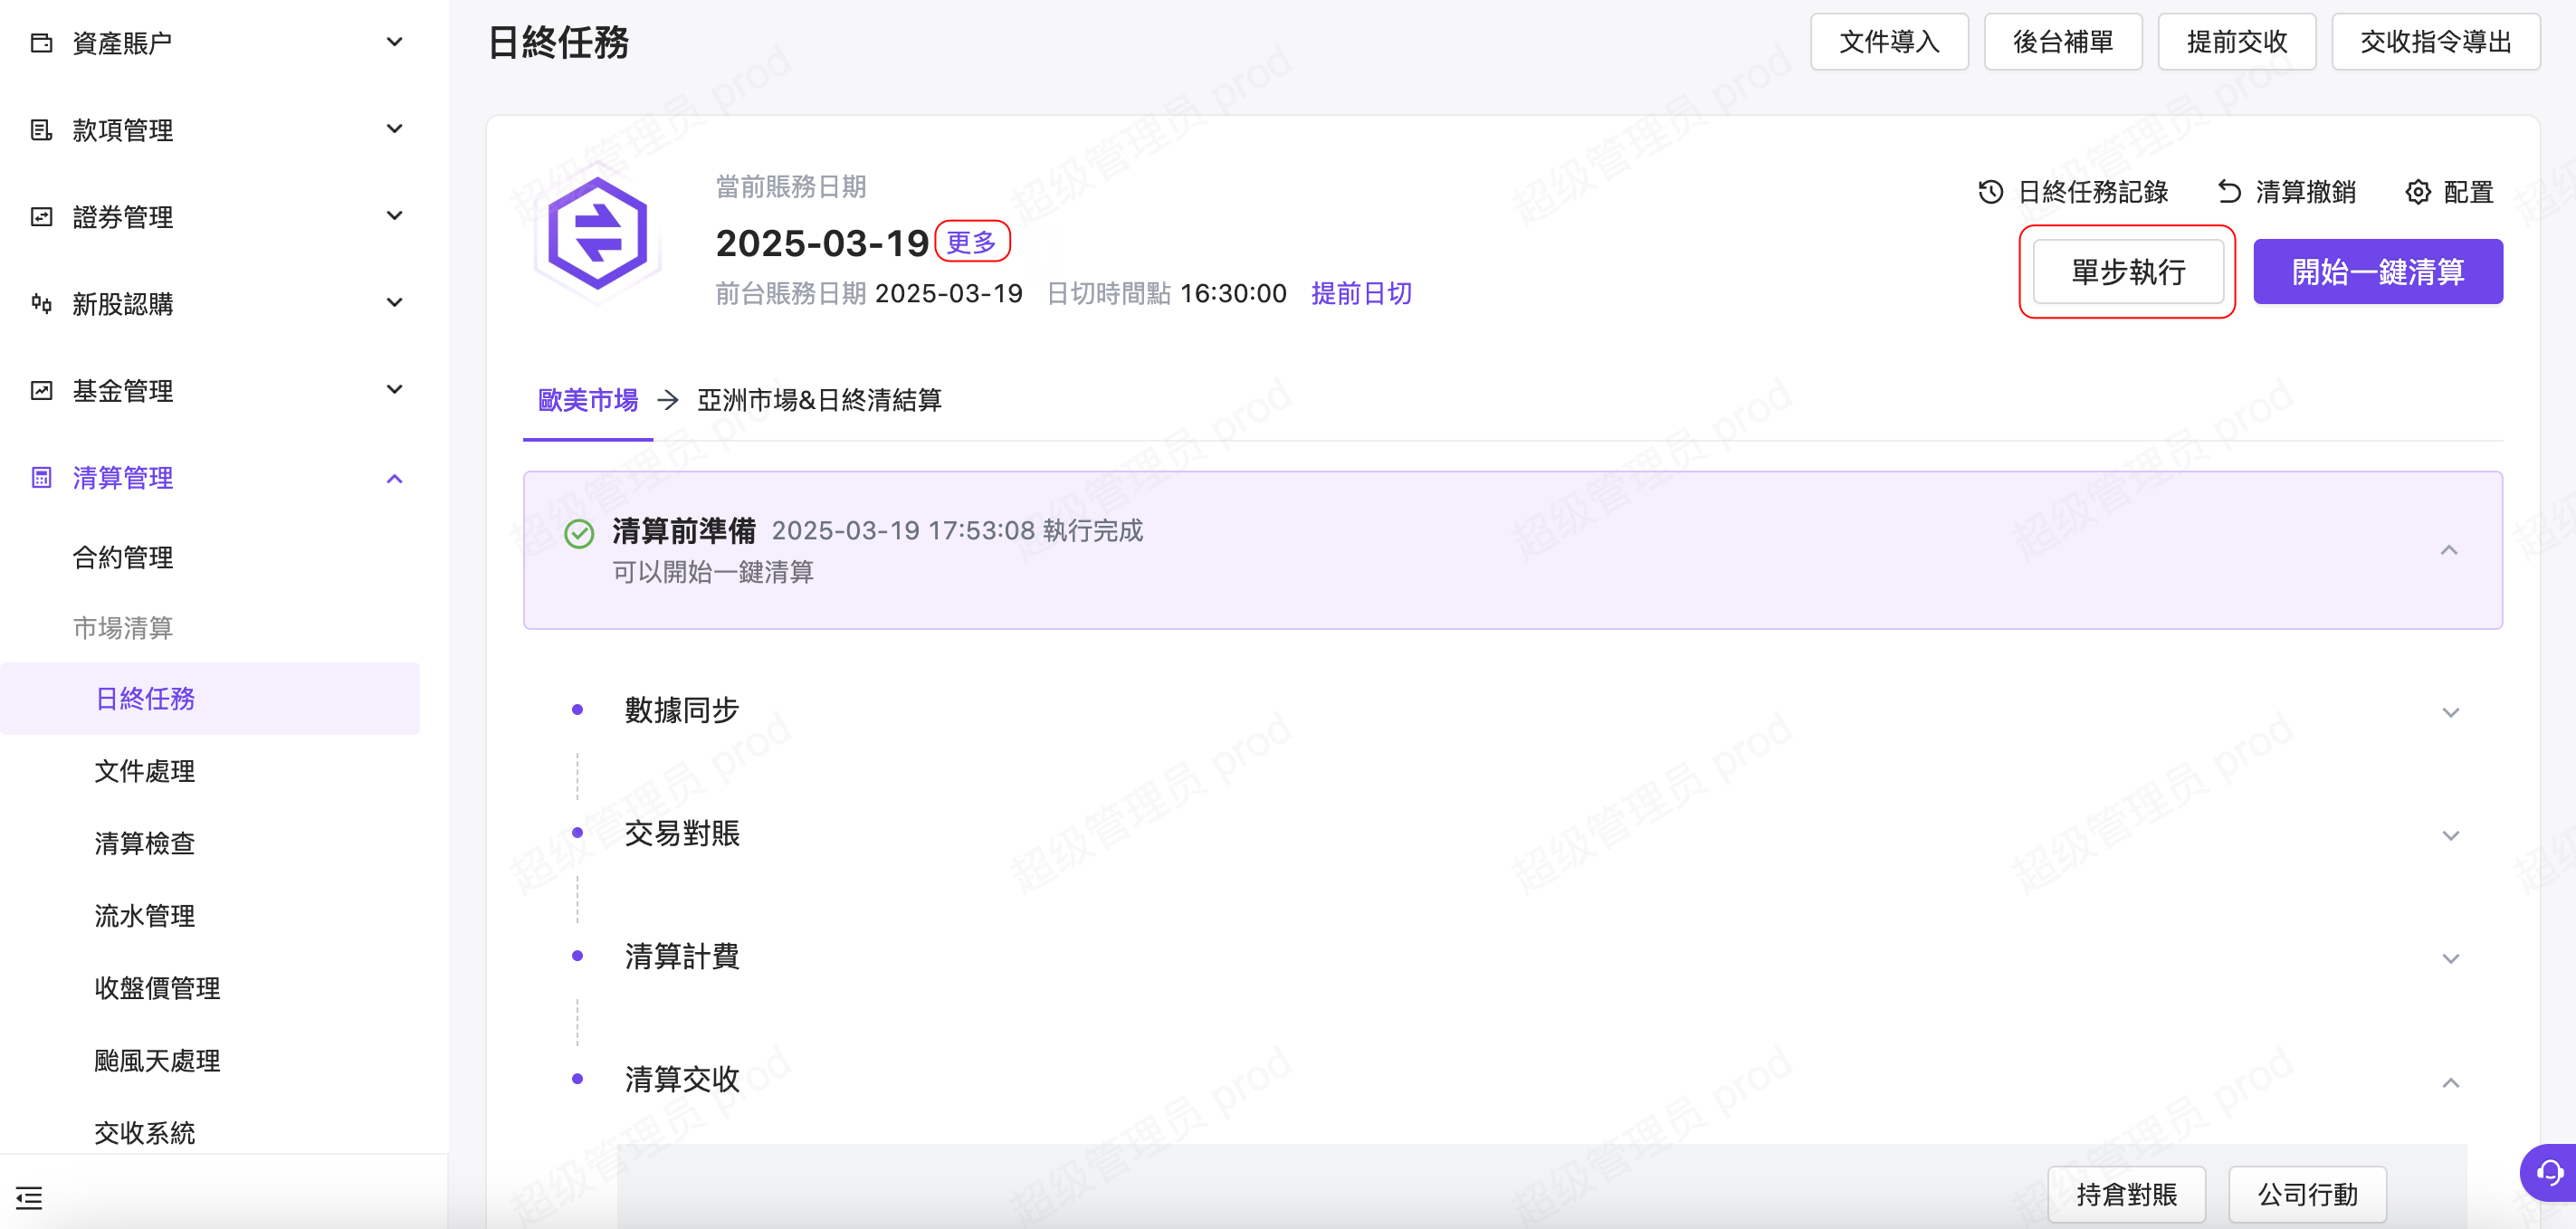 資產賬户
款項管理
證券管理
新股認購
基金管理
清算管理
合約管理
市場清算
日終任務
文件處理
清算檢查
流水管理
收盤價管理
颱風天處理
交收系統
日終任務
文件導入 後台補單 提前交收 交收指令導出
當前賬務日期
2025-03-19 更多
前台賬務日期 2025-03-19 日切時間點 16:30:00 提前日切
日終任務記錄 清算撤銷 配置
單步執行 開始一鍵清算
歐美市場 → 亞洲市場&日終清結算
清算前準備 2025-03-19 17:53:08 執行完成
可以開始一鍵清算
數據同步
交易對賬
清算計費
清算交收
持倉對賬 公司行動
超级管理员 prod